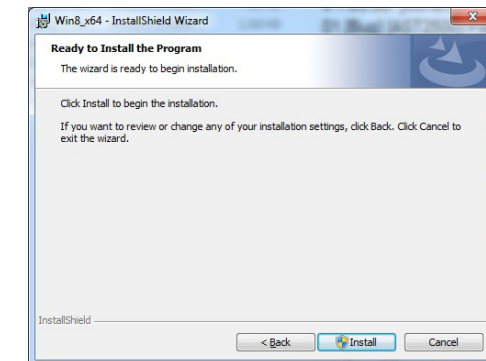 Win8_x64 - InstallShield Wizard
Ready to Install the Program
The wizard is ready to begin installation.
Click Install to begin the installation.
If you want to review or change any of your installation settings, click Back. Click Cancel to
exit the wizard.
InstallShield
< Back Install Cancel